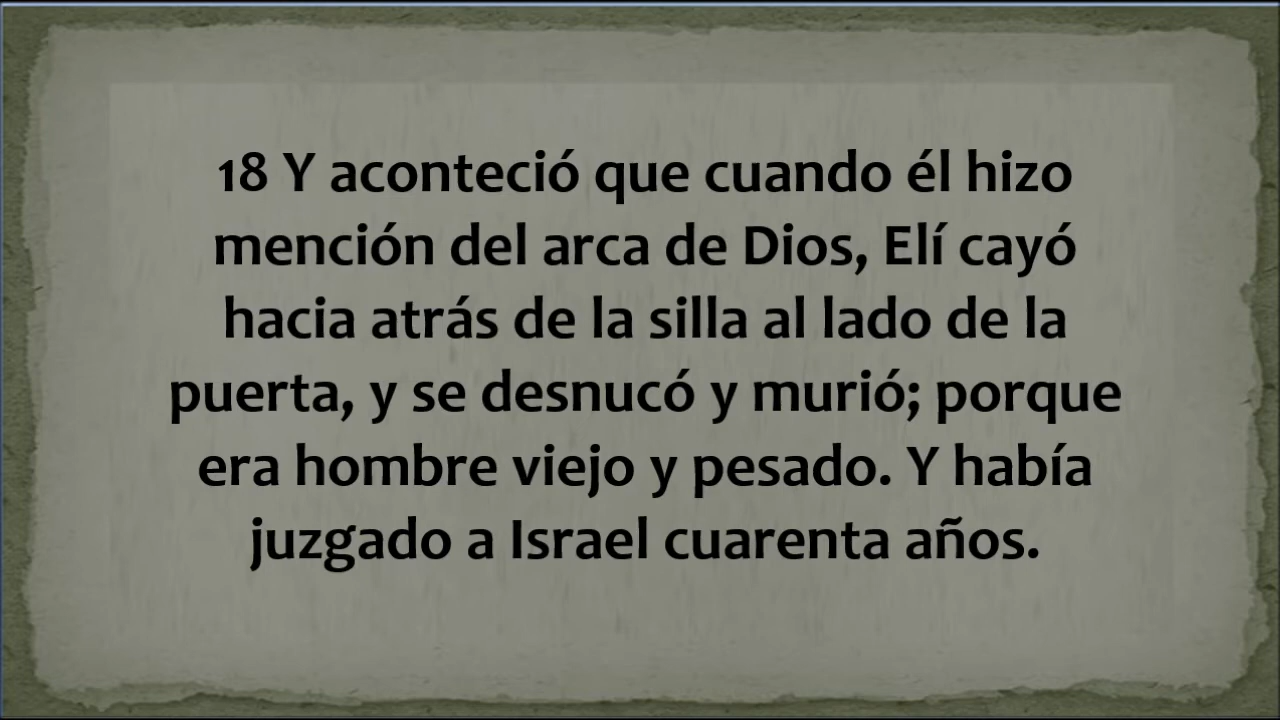 18 Y aconteció que cuando él hizo
mención del arca de Dios, Elí cayó
hacia atrás de la silla al lado de la
puerta, y se desnucó y murió; porque
era hombre viejo y pesado. Y había
juzgado a Israel cuarenta años.